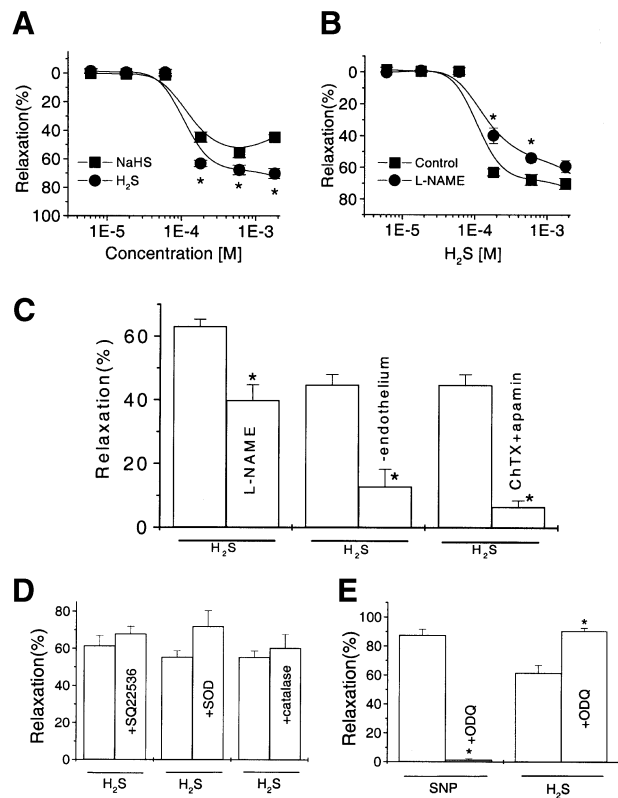 A
B
Relaxation(%)
0
20
40
60
80
100
NaHS
H2S
*
*
*
1E-5
1E-4
1E-3
Concentration [M]
Relaxation(%)
0
20
40
60
80
*
*
Control
L-NAME
1E-5
1E-4
1E-3
H2S [M]
C
Relaxation(%)
60
40
20
0
*
L-NAME
-endothelium
*
ChTX+apamin
*
H2S
H2S
H2S
D
Relaxation(%)
80
60
40
20
0
+SQ22536
+SOD
+catalase
H2S
H2S
H2S
E
Relaxation(%)
100
80
60
40
20
0
+ODQ
*
*
+ODQ
SNP
H2S